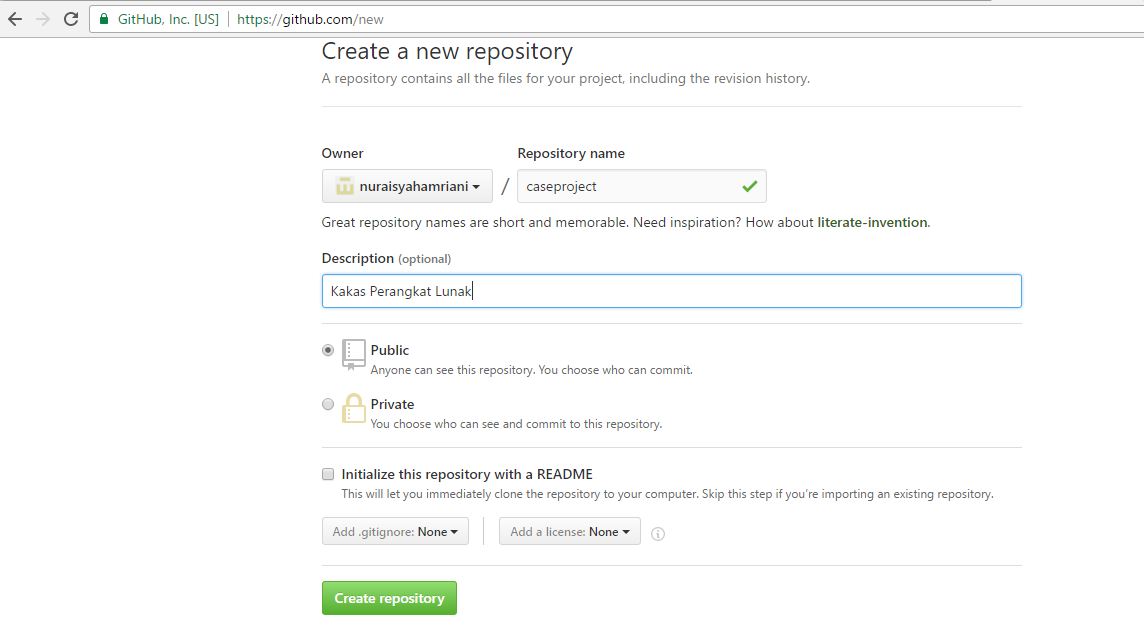 GitHub, Inc. [US] https://github.com/new
Create a new repository
A repository contains all the files for your project, including the revision history.
Owner Repository name
nuraisyahamriani / caseproject
Great repository names are short and memorable. Need inspiration? How about literate-invention.
Description (optional)
Kakas Perangkat Lunak
Public
Anyone can see this repository. You choose who can commit.
Private
You choose who can see and commit to this repository.
Initialize this repository with a README
This will let you immediately clone the repository to your computer. Skip this step if you're importing an existing repository.
Add .gitignore: None Add a license: None
Create repository